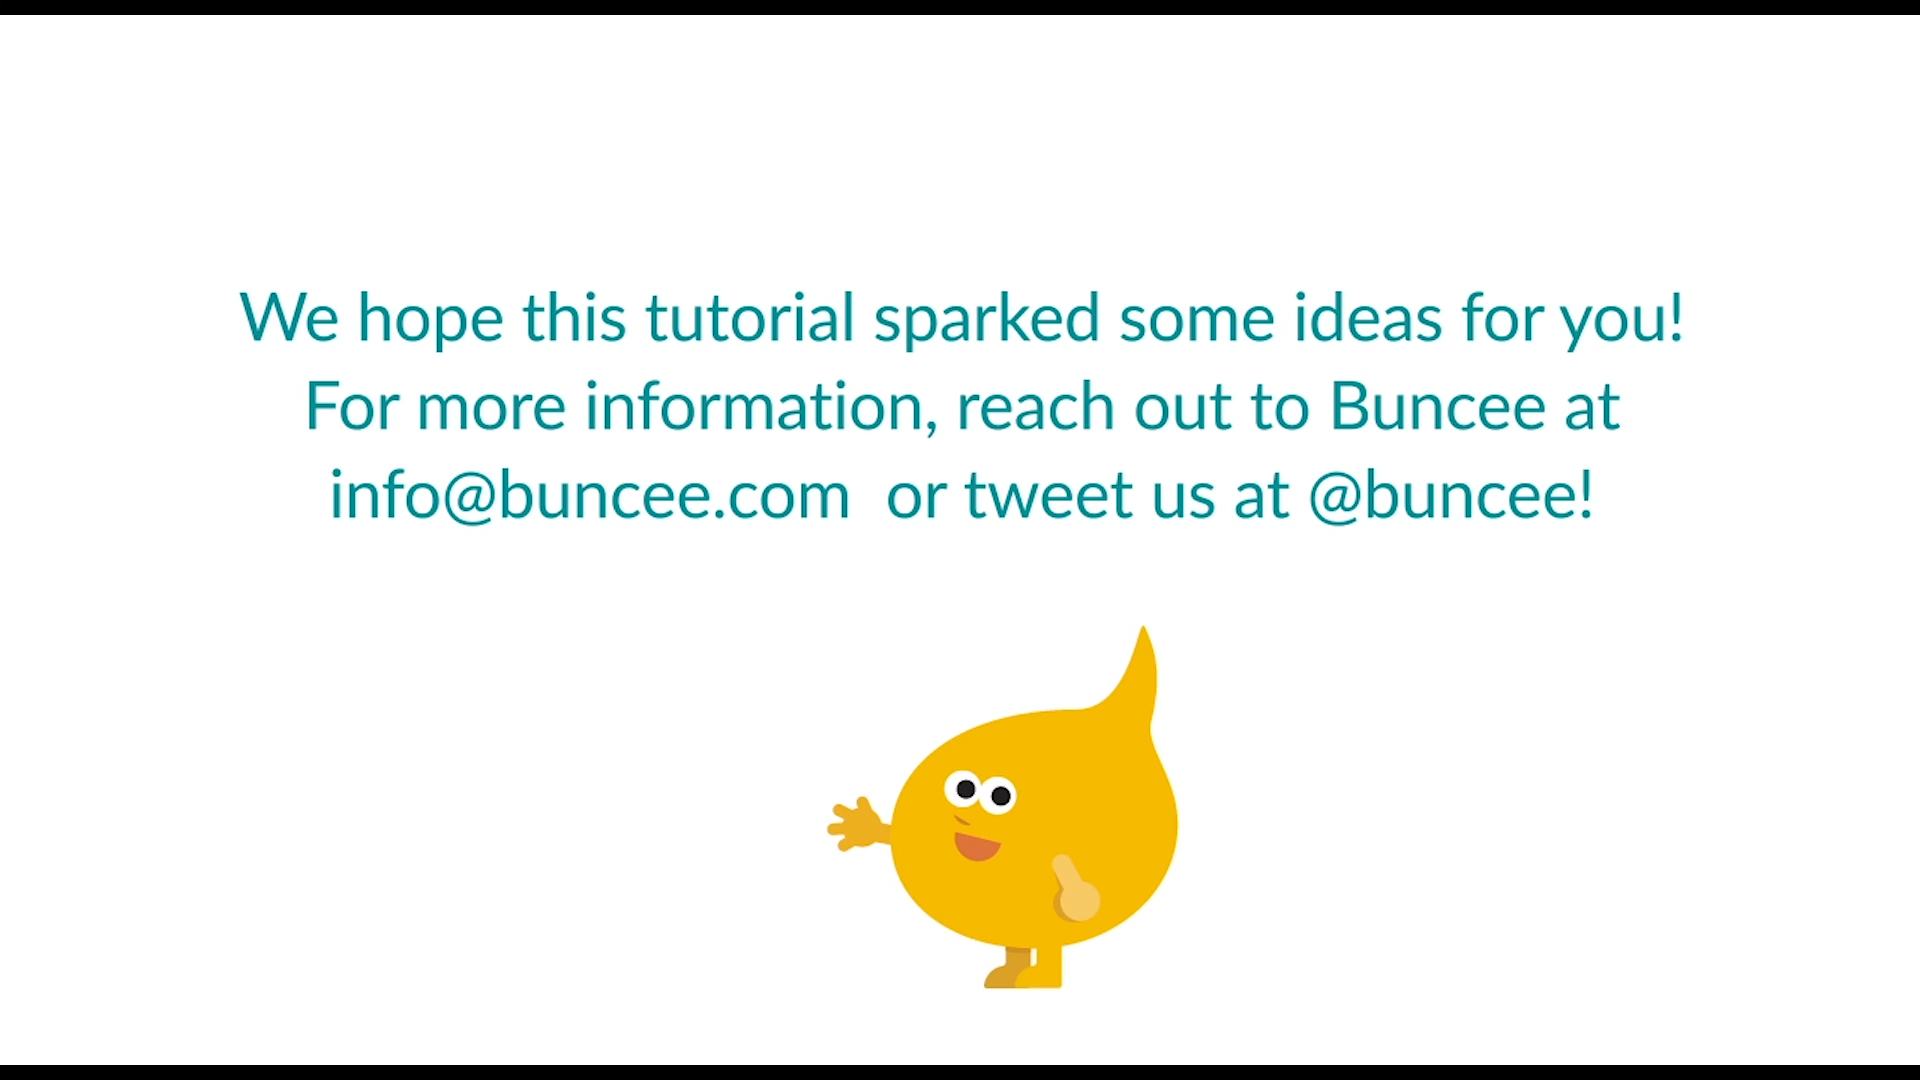 We hope this tutorial sparked some ideas for you!
For more information, reach out to Buncee at
info@buncee.com  or tweet us at @buncee!